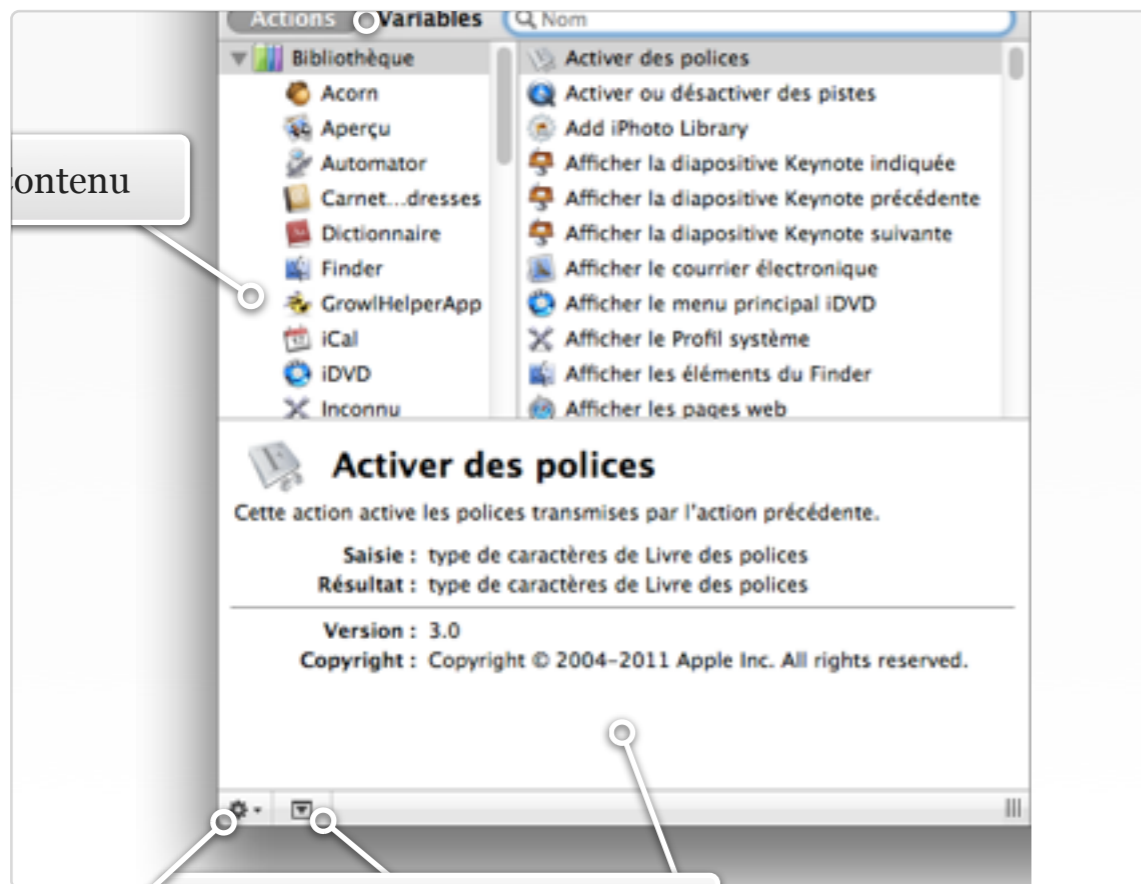 Actions Variables Nom
Bibliothèque
Acorn
Aperçu
Automator
Carnet...dresses
Dictionnaire
Finder
GrowlHelperApp
iCal
iDVD
Inconnu
Activer des polices
Activer ou désactiver des pistes
Add iPhoto Library
Afficher la diapositive Keynote indiquée
Afficher la diapositive Keynote précédente
Afficher la diapositive Keynote suivante
Afficher le courrier électronique
Afficher le menu principal iDVD
Afficher le Profil système
Afficher les éléments du Finder
Afficher les pages web
ontenu
Activer des polices
Cette action active les polices transmises par l'action précédente.
Saisie : type de caractères de Livre des polices
Résultat : type de caractères de Livre des polices
Version : 3.0
Copyright : Copyright © 2004-2011 Apple Inc. All rights reserved.